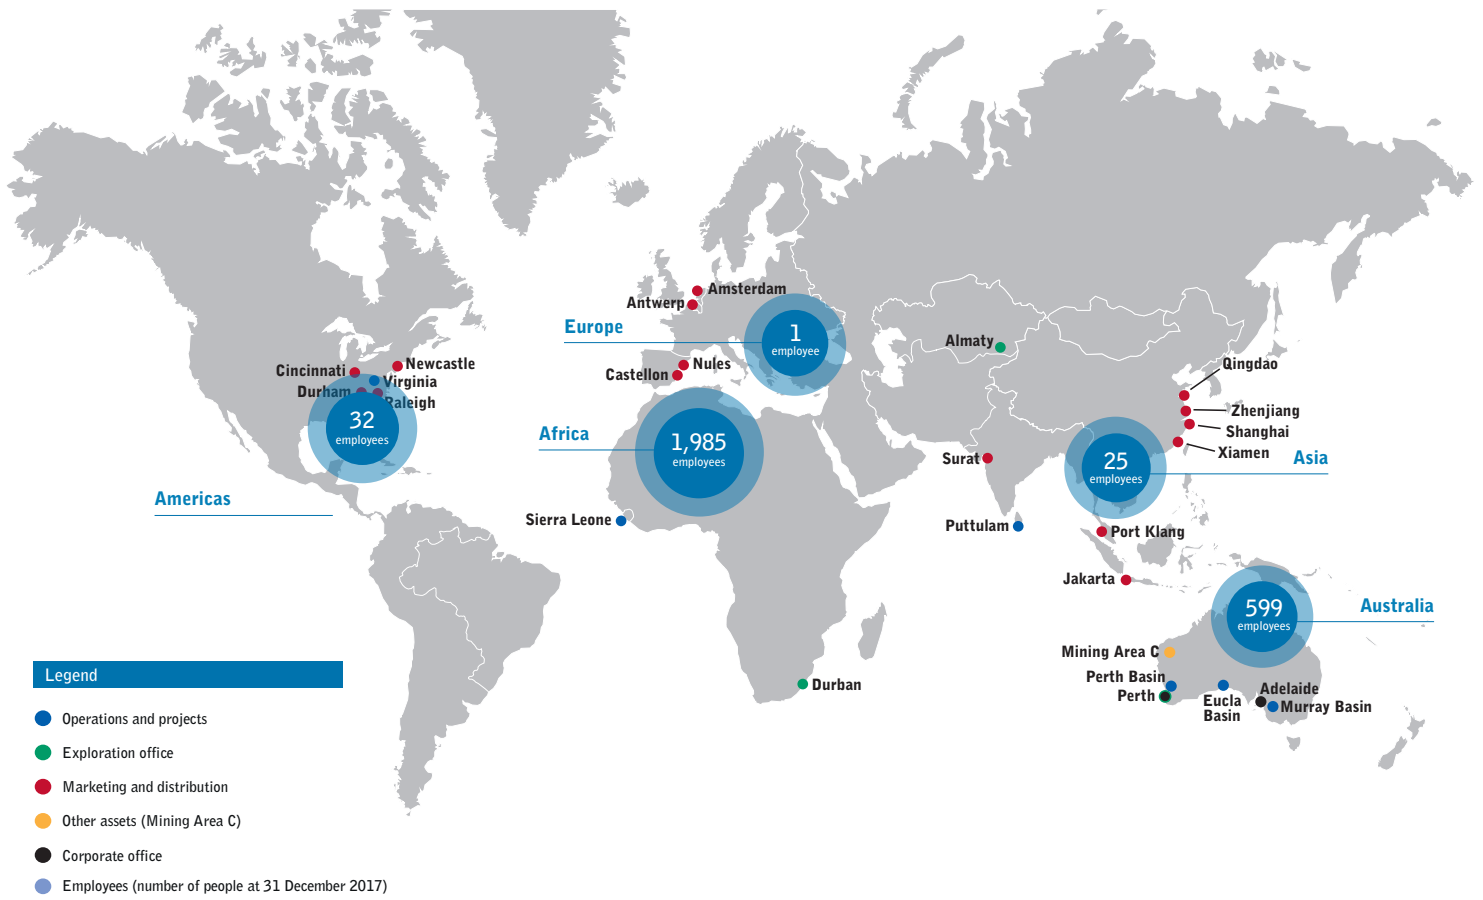 Amsterdam
Antwerp
Europe
1
employee
Nules
Castellon
Almaty
Cincinnati
Newcastle
Virginia
Durham
Raleigh
32
employees
Americas
Africa
1,985
employees
Sierra Leone
Durban
Qingdao
Zhenjiang
Shanghai
Xiamen
Asia
25
employees
Surat
Puttulam
Port Klang
Jakarta
599
employees
Australia
Mining Area C
Perth Basin
Perth
Eucla
Basin
Adelaide
Murray Basin
Legend
Operations and projects
Exploration office
Marketing and distribution
Other assets (Mining Area C)
Corporate office
Employees (number of people at 31 December 2017)